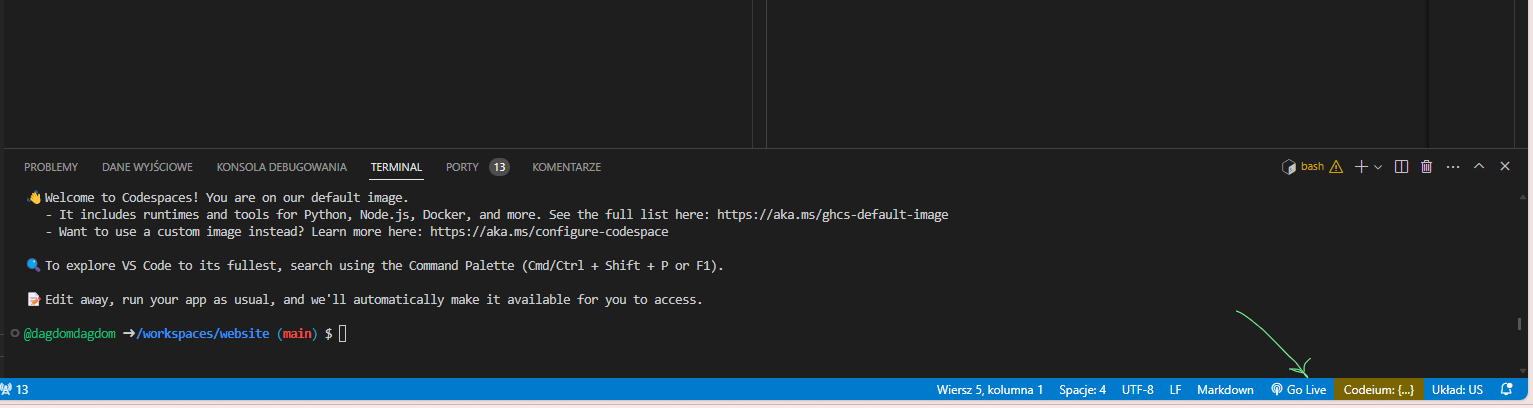 PROBLEMY DANE WYJŚCIOWE KONSOLA DEBUGOWANIA TERMINAL PORTY 13 KOMENTARZE bash
Welcome to Codespaces! You are on our default image.
- It includes runtimes and tools for Python, Node.js, Docker, and more. See the full list here: https://aka.ms/ghcs-default-image
- Want to use a custom image instead? Learn more here: https://aka.ms/configure-codespace
To explore VS Code to its fullest, search using the Command Palette (Cmd/Ctrl + Shift + P or F1).
Edit away, run your app as usual, and we'll automatically make it available for you to access.
@dagdomdagdom ➜/workspaces/website (main) $
13 Wiersz 5, kolumna 1 Spacje: 4 UTF-8 LF Markdown Go Live Codeium: {...} Układ: US